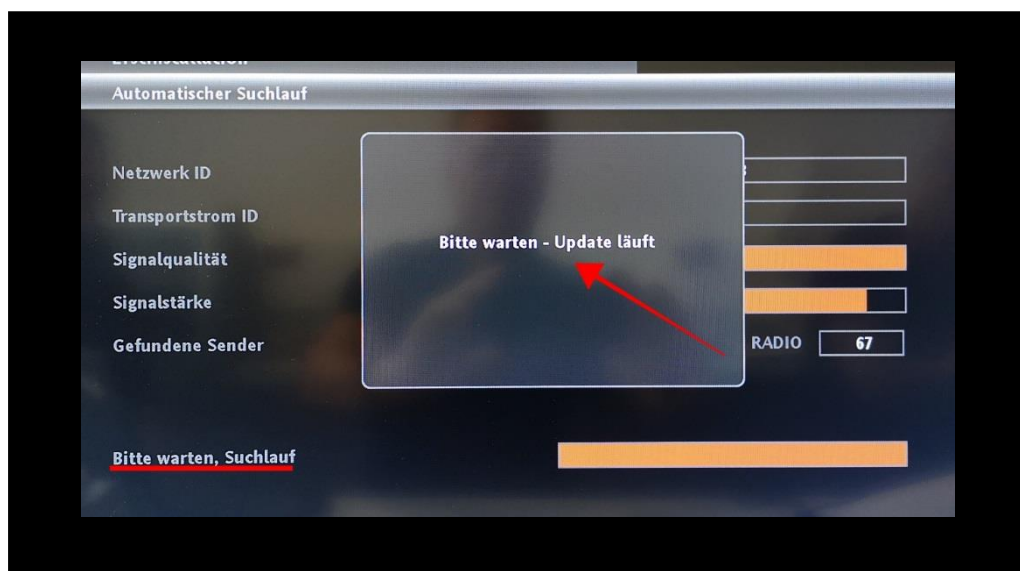 Automatischer Suchlauf
Netzwerk ID
Transportstrom ID
Bitte warten - Update läuft
Signalqualität
Signalstärke
Gefundene Sender
RADIO 67
Bitte warten, Suchlauf